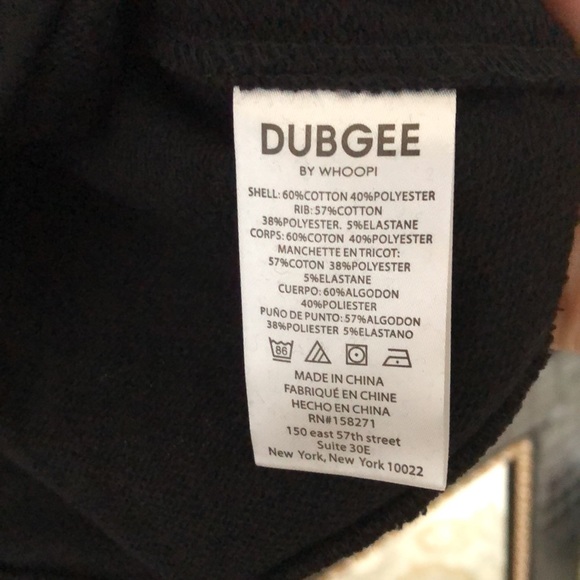 DUBGEE
BY WHOOPI
SHELL: 60%COTTON 40%POLYESTER
RIB: 57%COTTON
38%POLYESTER. 5%ELASTANE
CORPS: 60%COTON 40%POLYESTER
MANCHETTE EN TRICOT:
57%COTON 38%POLYESTER
5%ELASTANE
CUERPO: 60%ALGODON
40%POLIESTER
PUÑO DE PUNTO: 57%ALGODON
38%POLIESTER 5%ELASTANO
86
MADE IN CHINA
FABRIQUÉ EN CHINE
HECHO EN CHINA
RN#158271
150 east 57th street
Suite 30E
New York, New York 10022